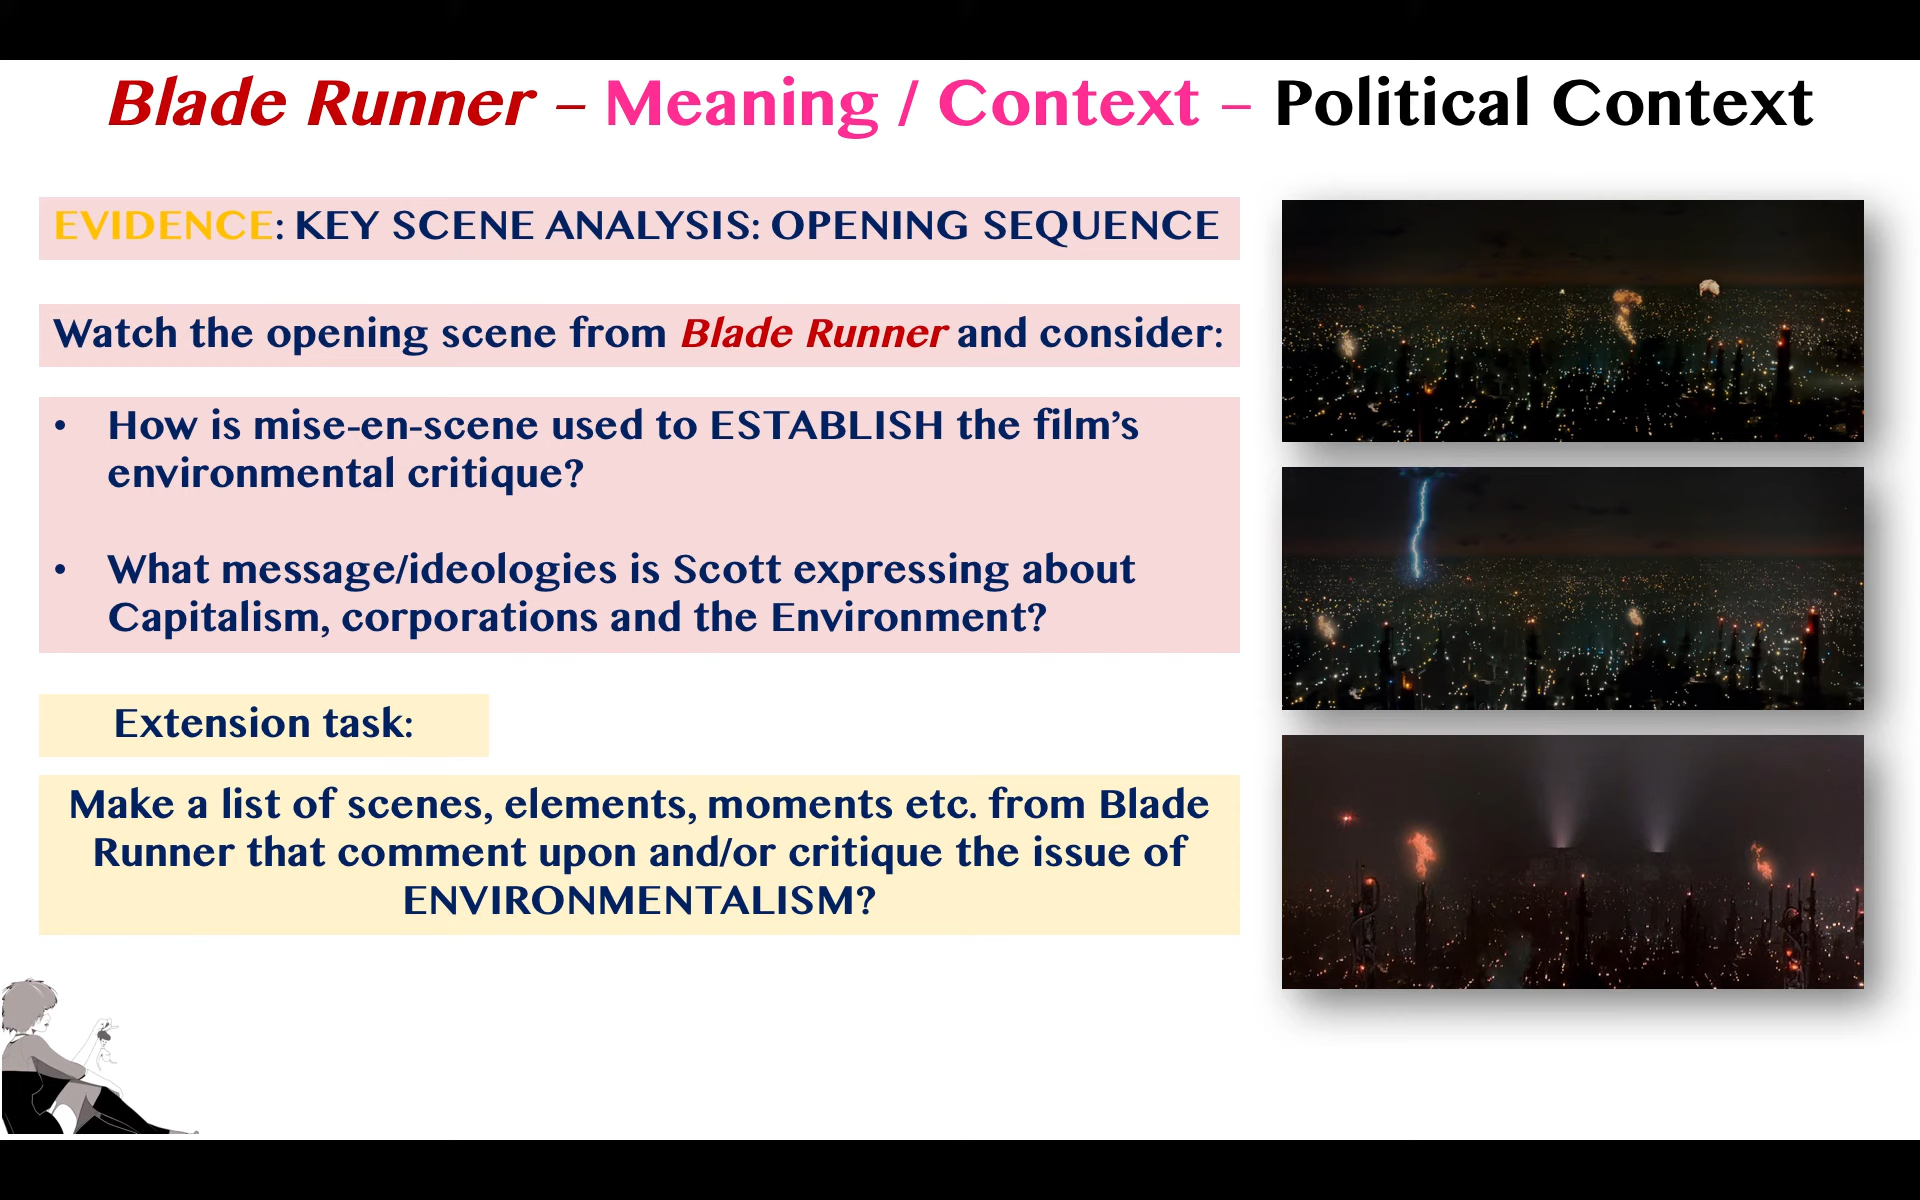 Blade Runner – Meaning / Context – Political Context
EVIDENCE: KEY SCENE ANALYSIS: OPENING SEQUENCE
Watch the opening scene from Blade Runner and consider:
• How is mise-en-scene used to ESTABLISH the film’s
environmental critique?
• What message/ideologies is Scott expressing about
Capitalism, corporations and the Environment?
Extension task:
Make a list of scenes, elements, moments etc. from Blade
Runner that comment upon and/or critique the issue of
ENVIRONMENTALISM?